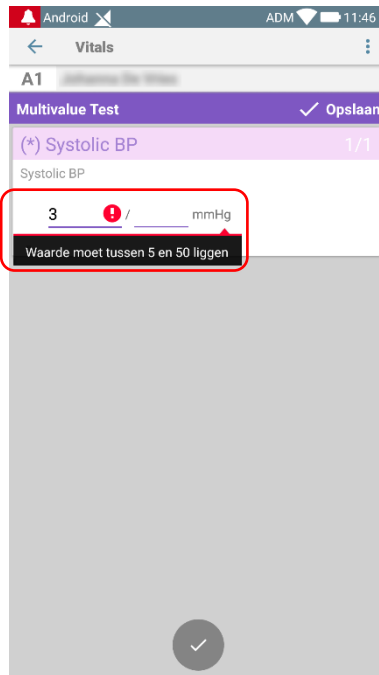 Android ADM 11:46
Vitals
A1
Multivalue Test Opslaan
(*) Systolic BP 1/1
Systolic BP
3 / mmHg
Waarde moet tussen 5 en 50 liggen